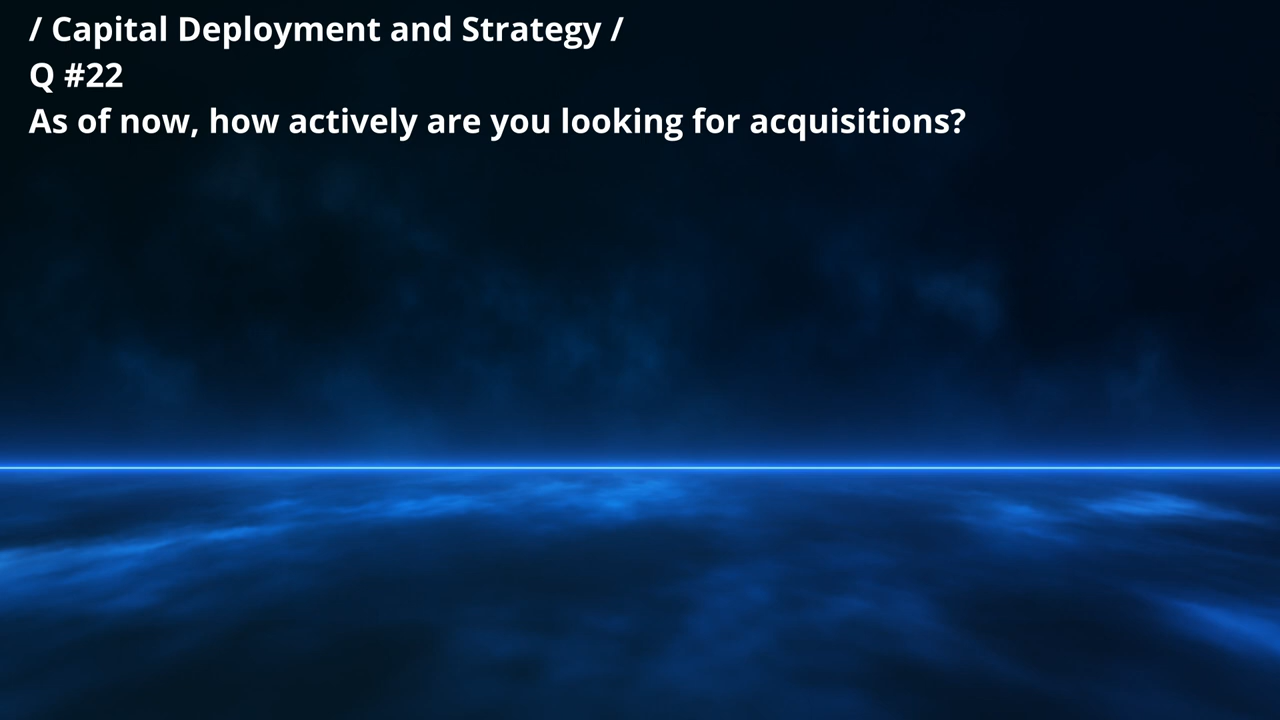 / Capital Deployment and Strategy /
Q #22
As of now, how actively are you looking for acquisitions?